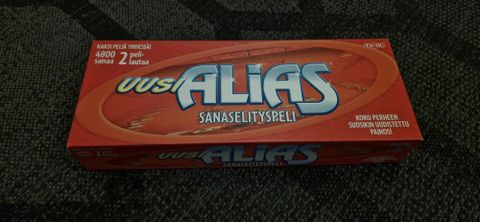 KAKSI PELIÄ YHDESSÄ!
4800 sanaa
2 peli-
lautaa
TACTIC
UUSI ALIAS
SANASELITYSPELI
KOKO PERHEEN
SUOSIKIN UUDISTETTU
PAINOS!
UUSI ALIAS
SANASELITYSPELI